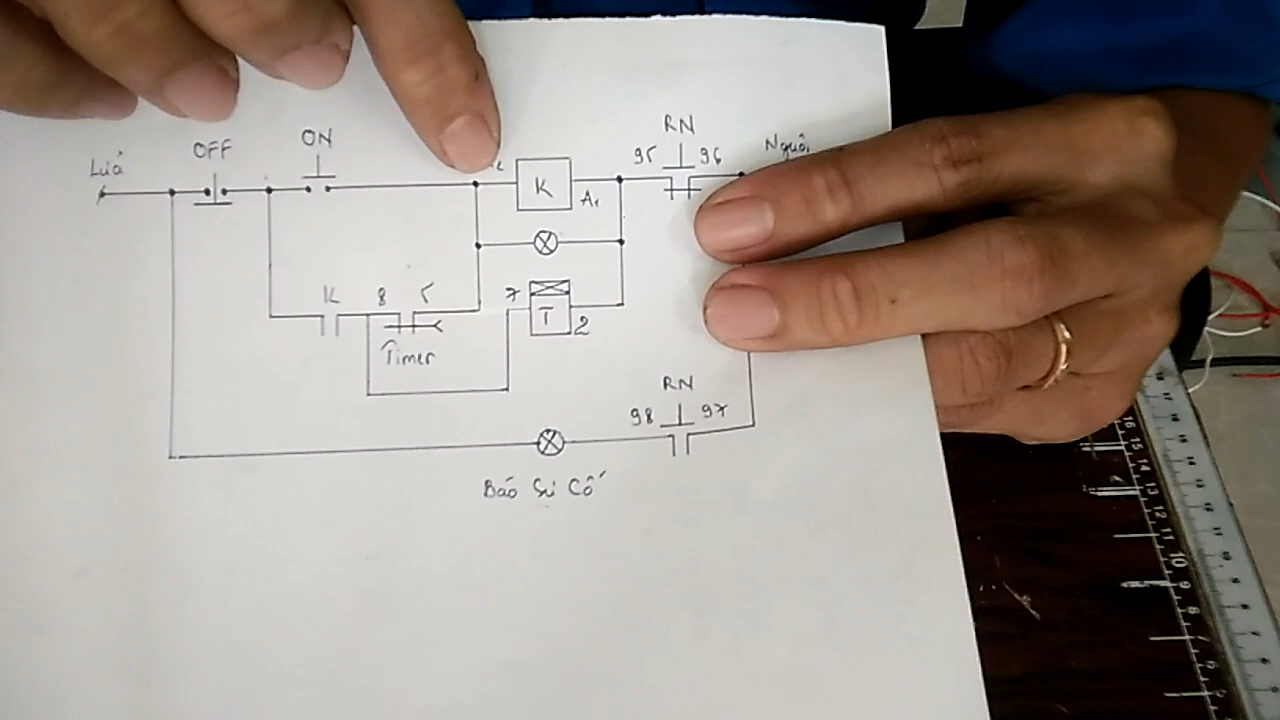 Lửa
OFF
ON
K
A₁
RN
95
96
Nguội
K
8
5
Timer
7
T
2
RN
98
97
Báo Sự Cố